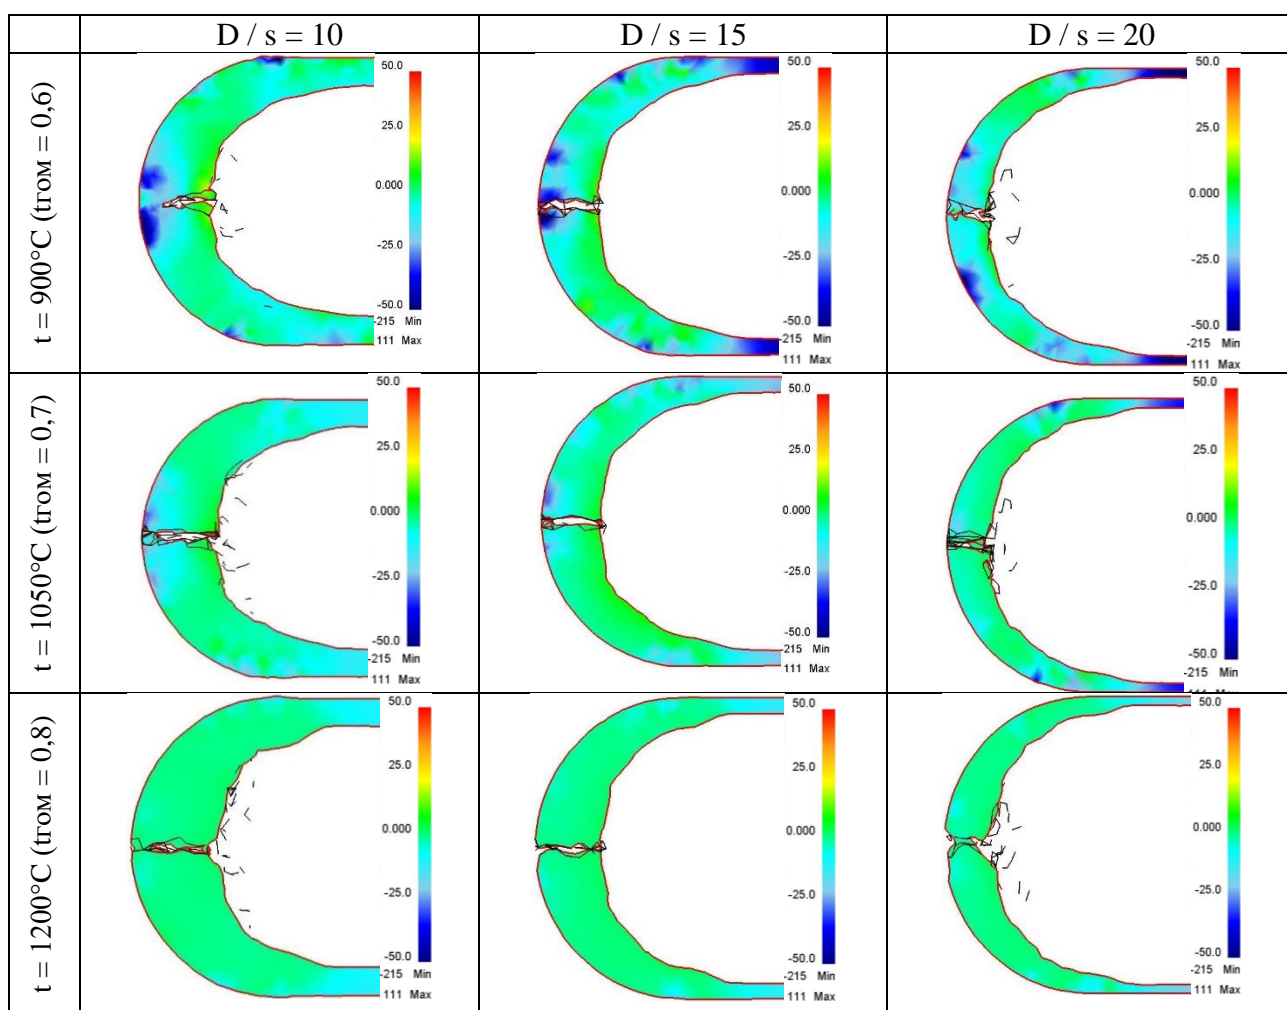 D / s = 10
D / s = 15
D / s = 20
t = 900°C (tгом = 0,6)
50.0
25.0
0.000
-25.0
-50.0
-215 Min
111 Max
50.0
25.0
0.000
-25.0
-50.0
-215 Min
111 Max
50.0
25.0
0.000
-25.0
-50.0
-215 Min
111 Max
t = 1050°C (tгом = 0,7)
50.0
25.0
0.000
-25.0
-50.0
-215 Min
111 Max
50.0
25.0
0.000
-25.0
-50.0
215 Min
111 Max
50.0
25.0
0.000
-25.0
-50.0
-215 Min
t = 1200°C (tгом = 0,8)
50.0
25.0
0.000
-25.0
-50.0
-215 Min
111 Max
50.0
25.0
0.000
-25.0
-50.0
-215 Min
111 Max
50.0
25.0
0.000
-25.0
-50.0
-215 Min
111 Max